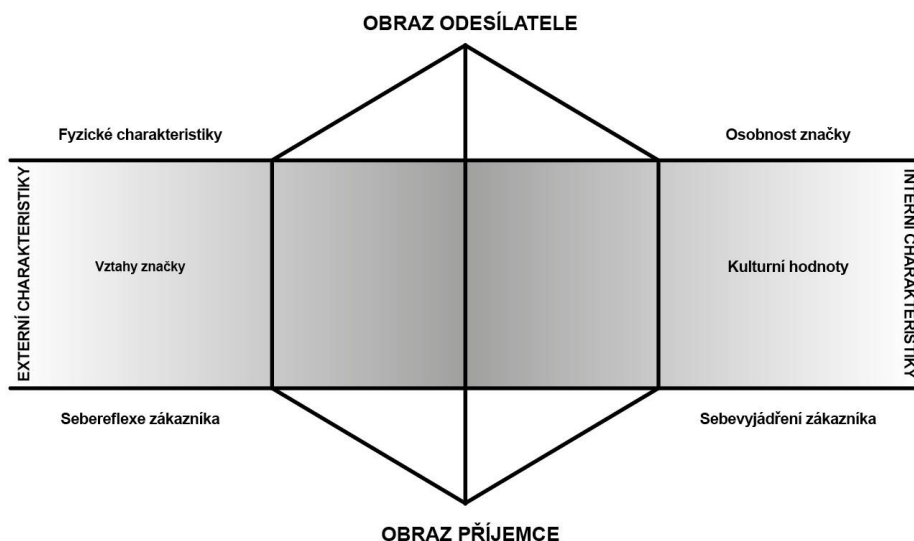 OBRAZ ODESÍLATELE
Fyzické charakteristiky
Osobnost značky
EXTERNÍ CHARAKTERISTIKY
Vztahy značky
Kulturní hodnoty
INTERNÍ CHARAKTERISTIKY
Sebereflexe zákazníka
Sebevyjádření zákazníka
OBRAZ PŘÍJEMCE